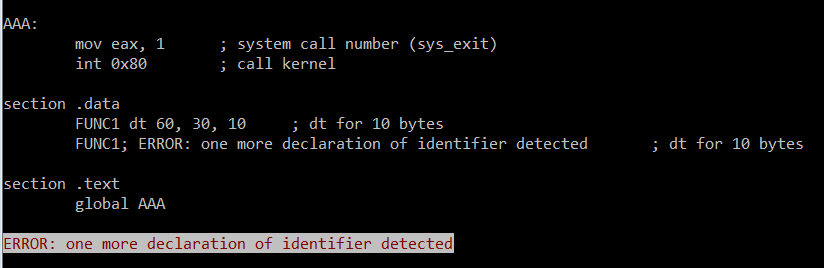 AAA:
mov eax, 1 ; system call number (sys_exit)
int 0x80 ; call kernel
section .data
FUNC1 dt 60, 30, 10 ; dt for 10 bytes
FUNC1; ERROR: one more declaration of identifier detected ; dt for 10 bytes
section .text
global AAA
ERROR: one more declaration of identifier detected